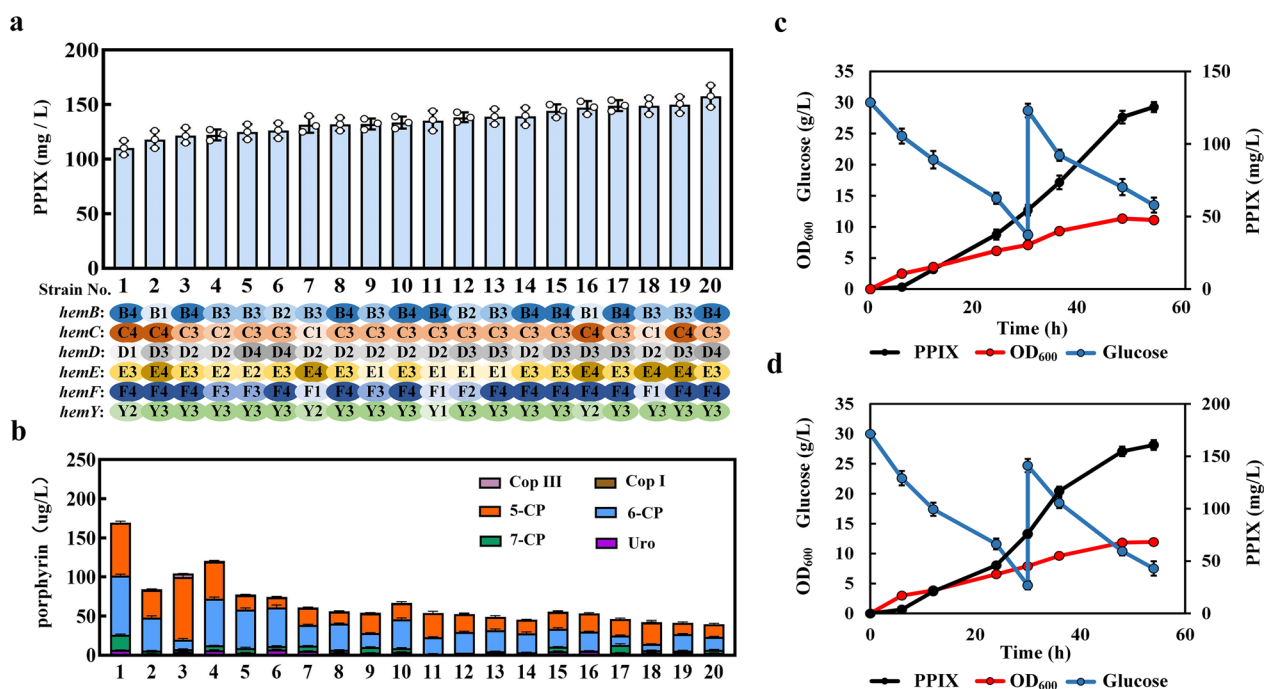 a
200
150
100
50
0
PPIX (mg / L)
Strain No. 1 2 3 4 5 6 7 8 9 10 11 12 13 14 15 16 17 18 19 20
hemB: B4 B1 B4 B3 B3 B2 B3 B4 B3 B4 B4 B2 B3 B4 B4 B1 B4 B3 B3 B4
hemC: C4 C4 C3 C2 C3 C3 C1 C3 C3 C3 C3 C3 C3 C3 C3 C4 C3 C1 C4 C3
hemD: D1 D3 D2 D2 D4 D4 D2 D2 D2 D2 D2 D3 D3 D2 D3 D3 D3 D2 D3 D4
hemE: E3 E4 E3 E2 E2 E3 E4 E3 E1 E3 E1 E1 E1 E3 E3 E4 E3 E4 E4 E3
hemF: F4 F4 F4 F3 F3 F4 F1 F4 F3 F4 F1 F2 F4 F4 F4 F4 F4 F1 F4 F4
hemY: Y2 Y3 Y3 Y3 Y3 Y3 Y2 Y3 Y3 Y3 Y1 Y3 Y3 Y3 Y3 Y2 Y3 Y3 Y3 Y3
b
250
200
150
100
50
0
porphyrin (ug/L)
Cop III Cop I
5-CP 6-CP
7-CP Uro
1 2 3 4 5 6 7 8 9 10 11 12 13 14 15 16 17 18 19 20
c
35
30
25
20
15
10
5
0
OD600 Glucose (g/L)
150
100
50
0
PPIX (mg/L)
0 20 40 60
Time (h)
PPIX OD600 Glucose
d
35
30
25
20
15
10
5
0
OD600 Glucose (g/L)
200
150
100
50
0
PPIX (mg/L)
0 20 40 60
Time (h)
PPIX OD600 Glucose